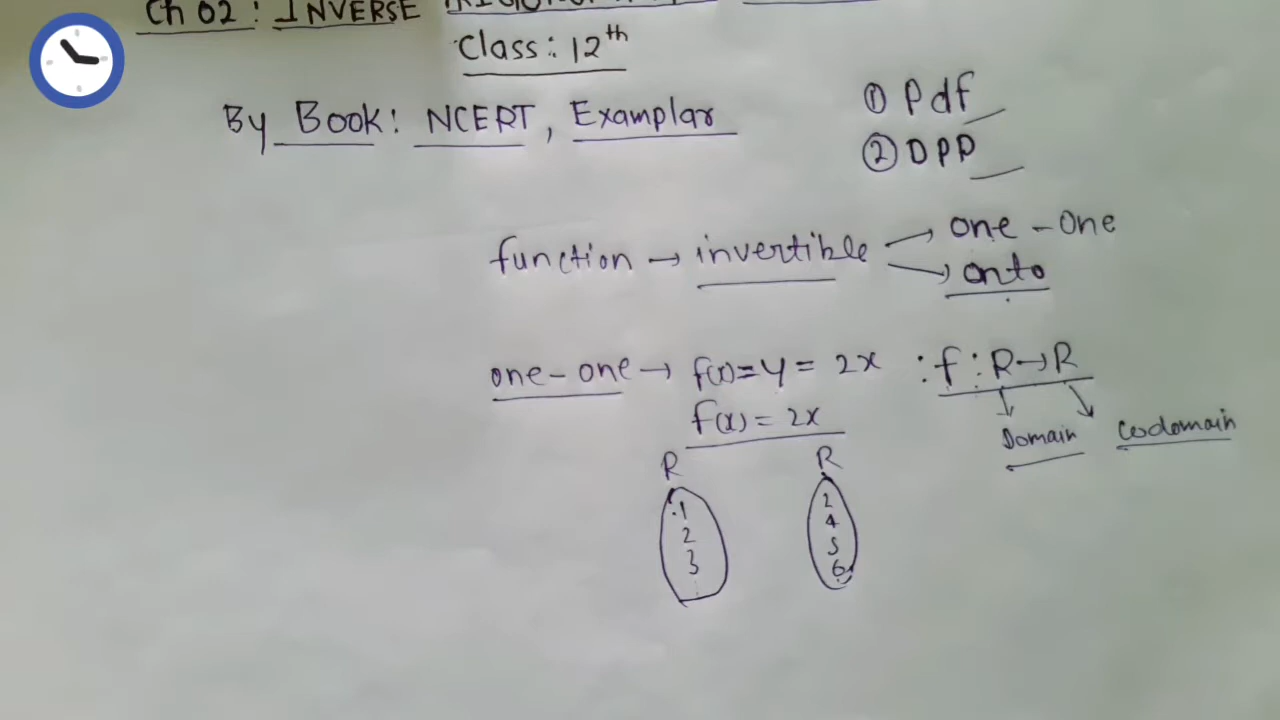 Ch 02: INVERSE
Class: 12th
By Book: NCERT, Examplar
① Pdf
② DPP
function → invertible → one-one
→ onto
one-one → f(x)=y= 2x :f:R→R
f(x)= 2x
Domain Codomain
R R
1 2
2 4
3 5
6